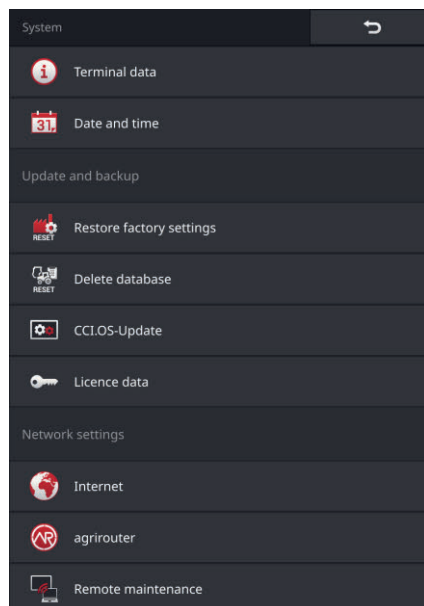 System
Terminal data
31
Date and time
Update and backup
RESET
Restore factory settings
RESET
Delete database
CCI.OS-Update
Licence data
Network settings
Internet
AR
agrirouter
Remote maintenance